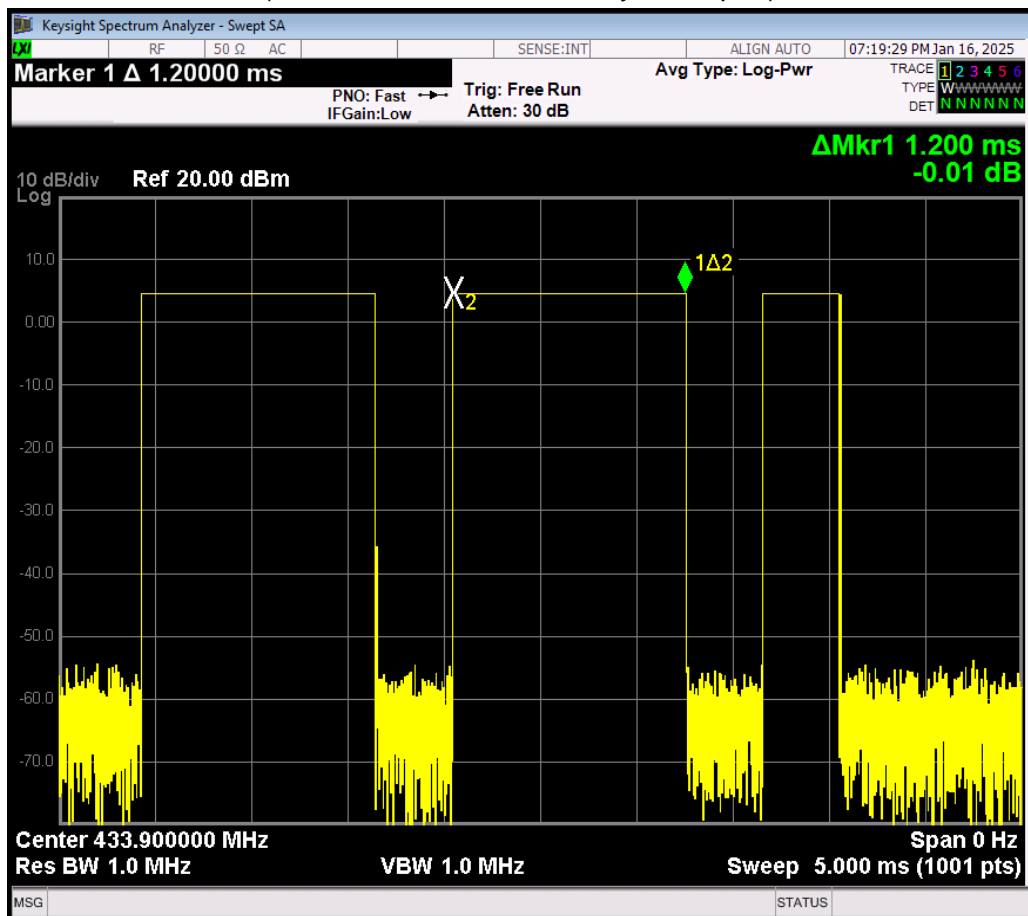 Keysight Spectrum Analyzer - Swept SA
LXI RF 50 Ω AC SENSE:INT ALIGN AUTO 07:19:29 PM Jan 16, 2025
Marker 1 Δ 1.20000 ms
PNO: Fast
IFGain:Low
Trig: Free Run
Atten: 30 dB
Avg Type: Log-Pwr
TRACE 1 2 3 4 5 6
TYPE WWWWWW
DET N N N N N N
ΔMkr1 1.200 ms
-0.01 dB
10 dB/div Ref 20.00 dBm
Log
10.0
0.00
-10.0
-20.0
-30.0
-40.0
-50.0
-60.0
-70.0
X2
1Δ2
Center 433.900000 MHz Span 0 Hz
Res BW 1.0 MHz VBW 1.0 MHz Sweep 5.000 ms (1001 pts)
MSG STATUS